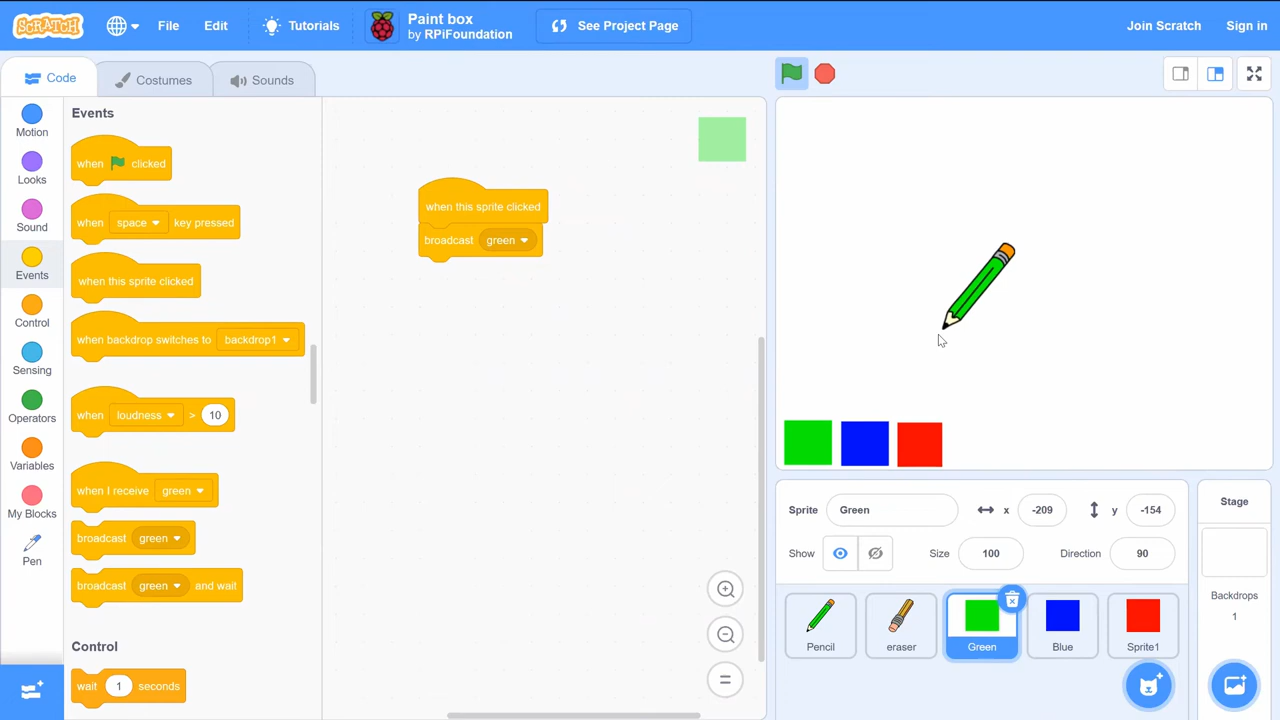 SCRATCH
File
Edit
Tutorials
Paint box
by RPiFoundation
See Project Page
Join Scratch
Sign in
Code
Costumes
Sounds
Motion
Looks
Sound
Events
Control
Sensing
Operators
Variables
My Blocks
Pen
Events
when clicked
when space key pressed
when this sprite clicked
when backdrop switches to backdrop1
when loudness > 10
when I receive green
broadcast green
broadcast green and wait
Control
wait 1 seconds
when this sprite clicked
broadcast green
Sprite Green x -209 y -154
Show Size 100 Direction 90
Pencil
eraser
Green
Blue
Sprite1
Stage
Backdrops
1